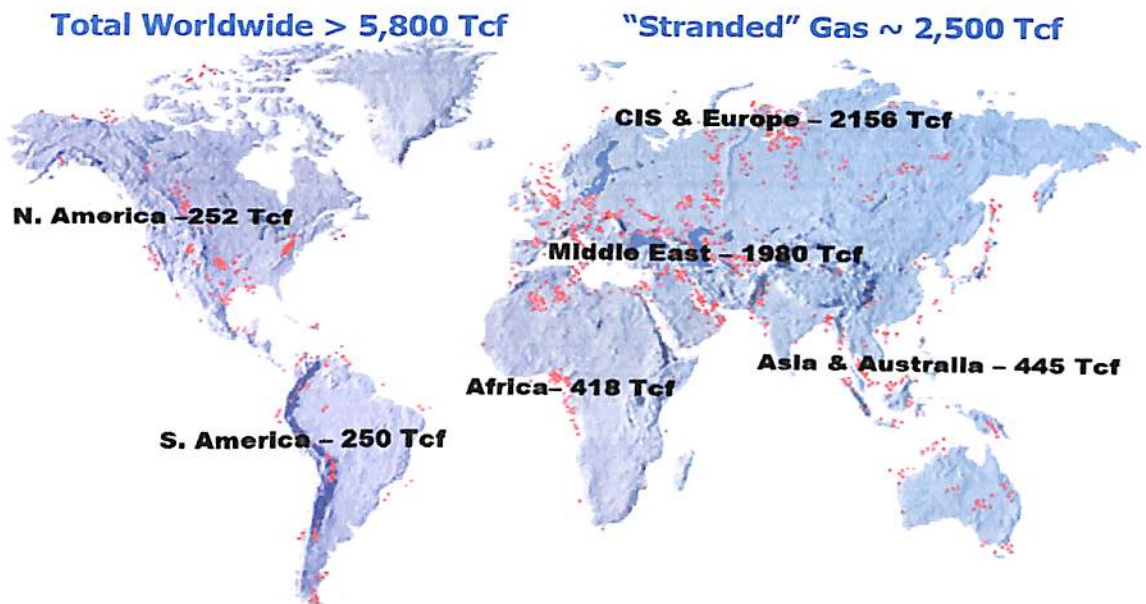 Total Worldwide > 5,800 Tcf
"Stranded" Gas ~ 2,500 Tcf
CIS & Europe – 2156 Tcf
N. America –252 Tcf
Middle East – 1980 Tcf
Asia & Australia – 445 Tcf
Africa– 418 Tcf
S. America – 250 Tcf